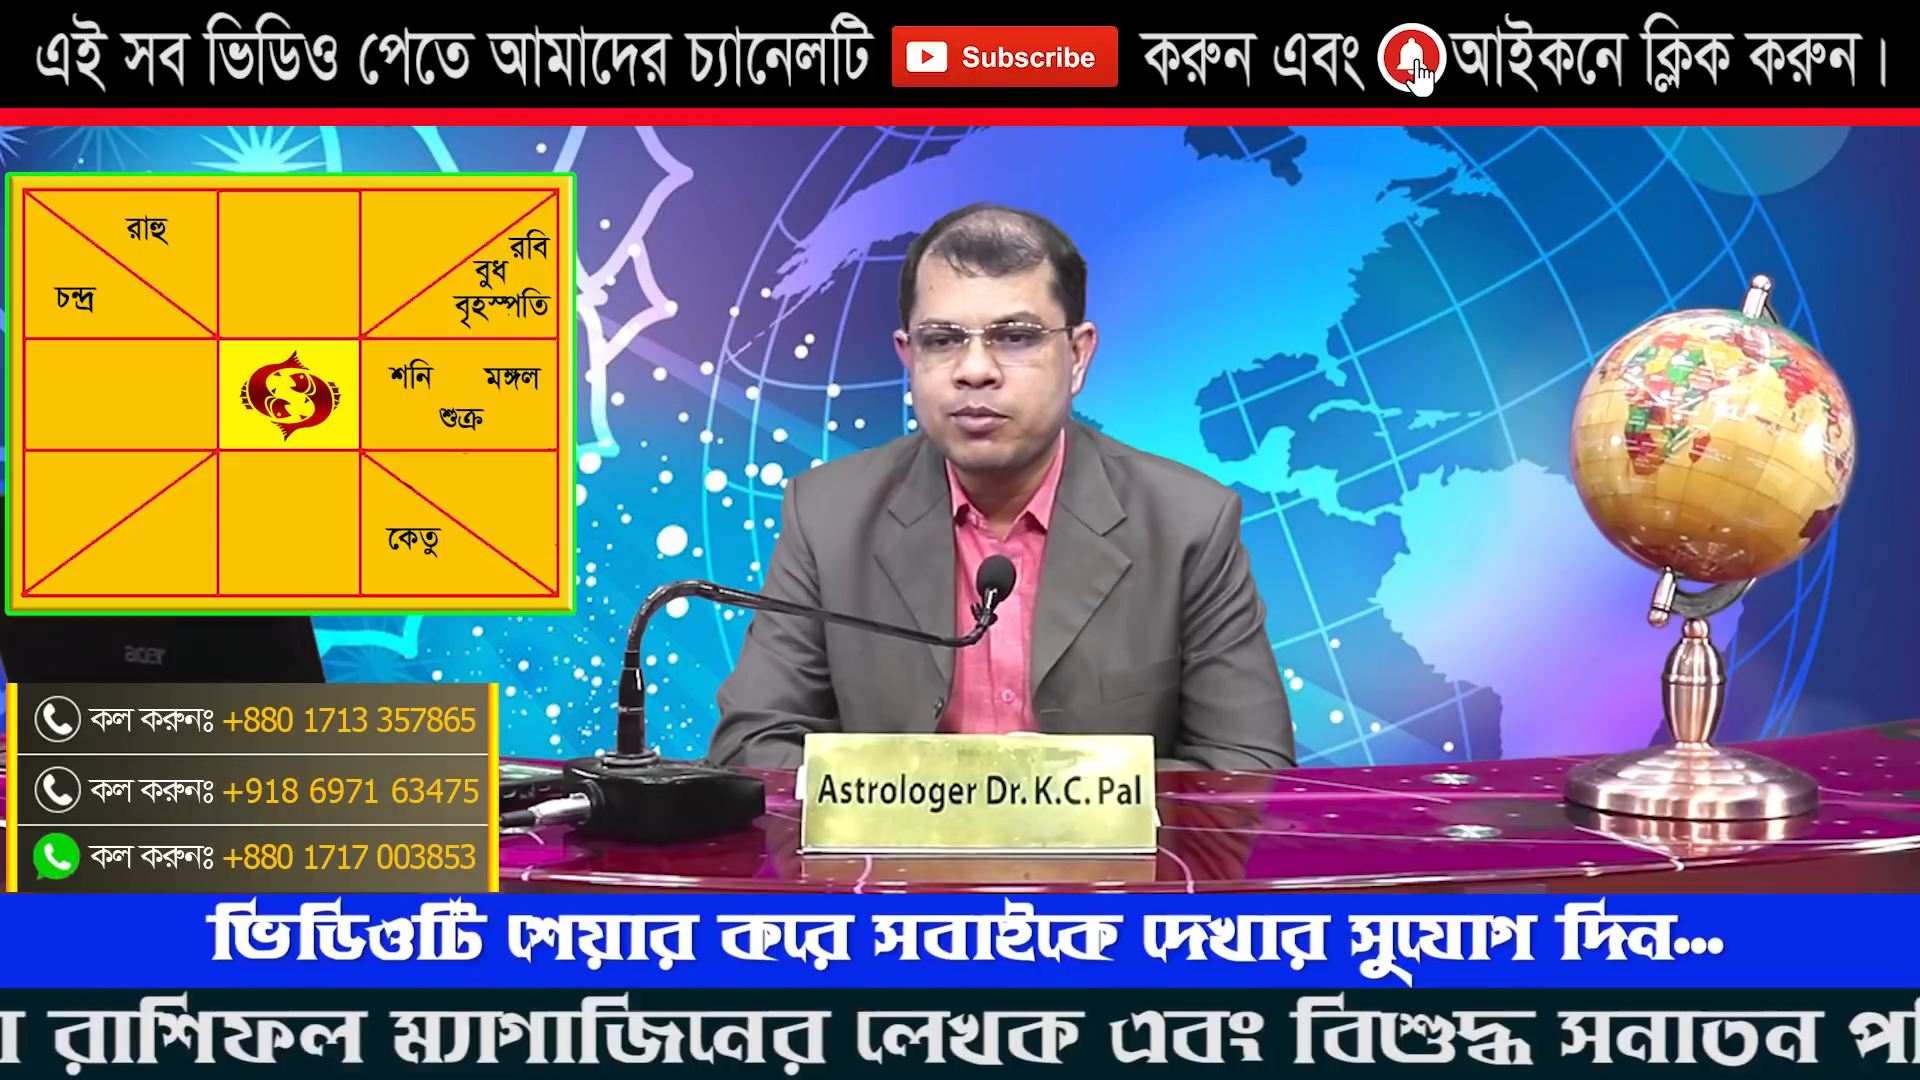 এই সব ভিডিও পেতে আমাদের চ্যানেলটি Subscribe করুন এবং আইকনে ক্লিক করুন।
রাহু
চন্দ্র
রবি
বুধ
বৃহস্পতি
শনি মঙ্গল
শুক্র
কেতু
acer
কল করুনঃ +880 1713 357865
কল করুনঃ +918 6971 63475
কল করুনঃ +880 1717 003853
Astrologer Dr. K.C. Pal
ভিডিওটি শেয়ার করে সবাইকে দেখার সুযোগ দিন...
রাশিফল ম্যাগাজিনের লেখক এবং বিশুদ্ধ সনাতন